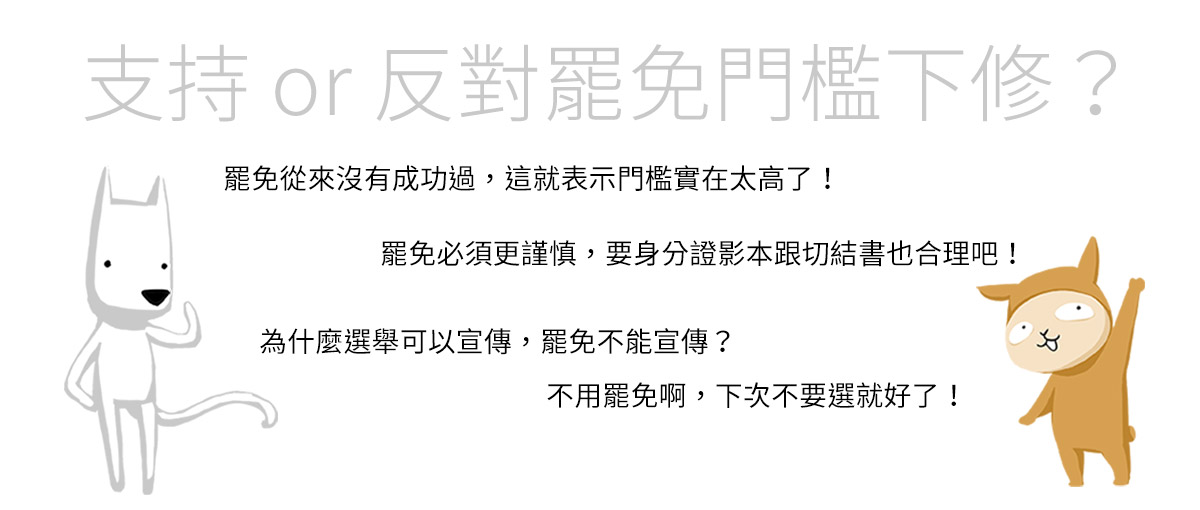 支持 or 反對罷免門檻下修？
罷免從來沒有成功過，這就表示門檻實在太高了！
罷免必須更謹慎，要身分證影本跟切結書也合理吧！
為什麼選舉可以宣傳，罷免不能宣傳？
不用罷免啊，下次不要選就好了！